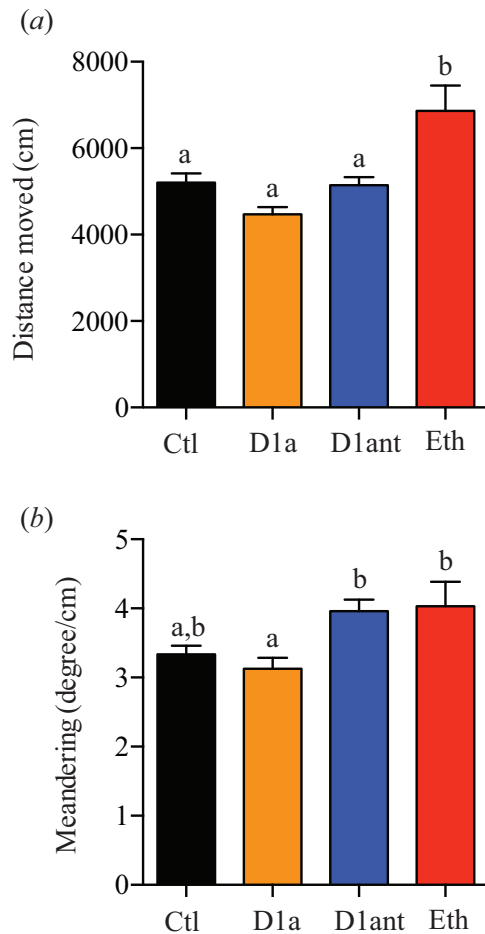 (a)
Distance moved (cm)
8000
6000
4000
2000
0
a
a
a
b
Ctl
D1a
D1ant
Eth
(b)
Meandering (degree/cm)
5
4
3
2
1
0
a,b
a
b
b
Ctl
D1a
D1ant
Eth